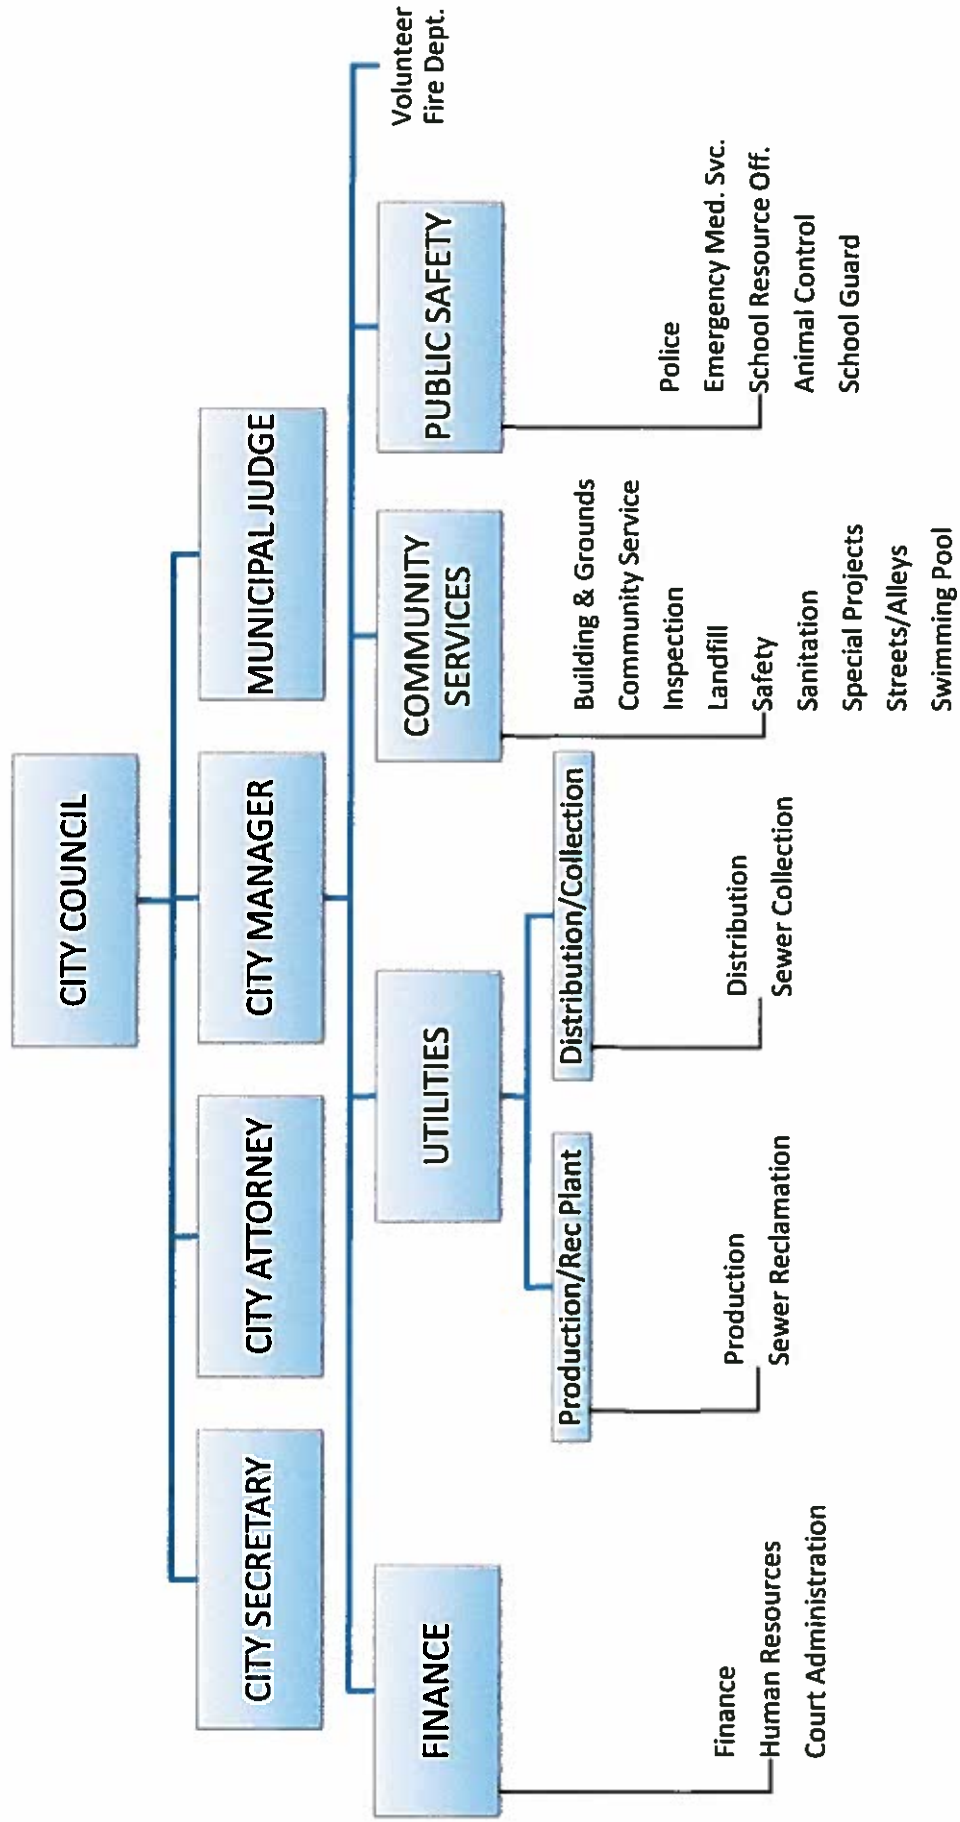 CITY COUNCIL
CITY SECRETARY
CITY ATTORNEY
CITY MANAGER
MUNICIPAL JUDGE
FINANCE
UTILITIES
COMMUNITY
SERVICES
PUBLIC SAFETY
Volunteer
Fire Dept.
Finance
Human Resources
Court Administration
Production/Rec Plant
Production
Sewer Reclamation
Distribution/Collection
Distribution
Sewer Collection
Building & Grounds
Community Service
Inspection
Landfill
Safety
Sanitation
Special Projects
Streets/Alleys
Swimming Pool
Police
Emergency Med. Svc.
School Resource Off.
Animal Control
School Guard